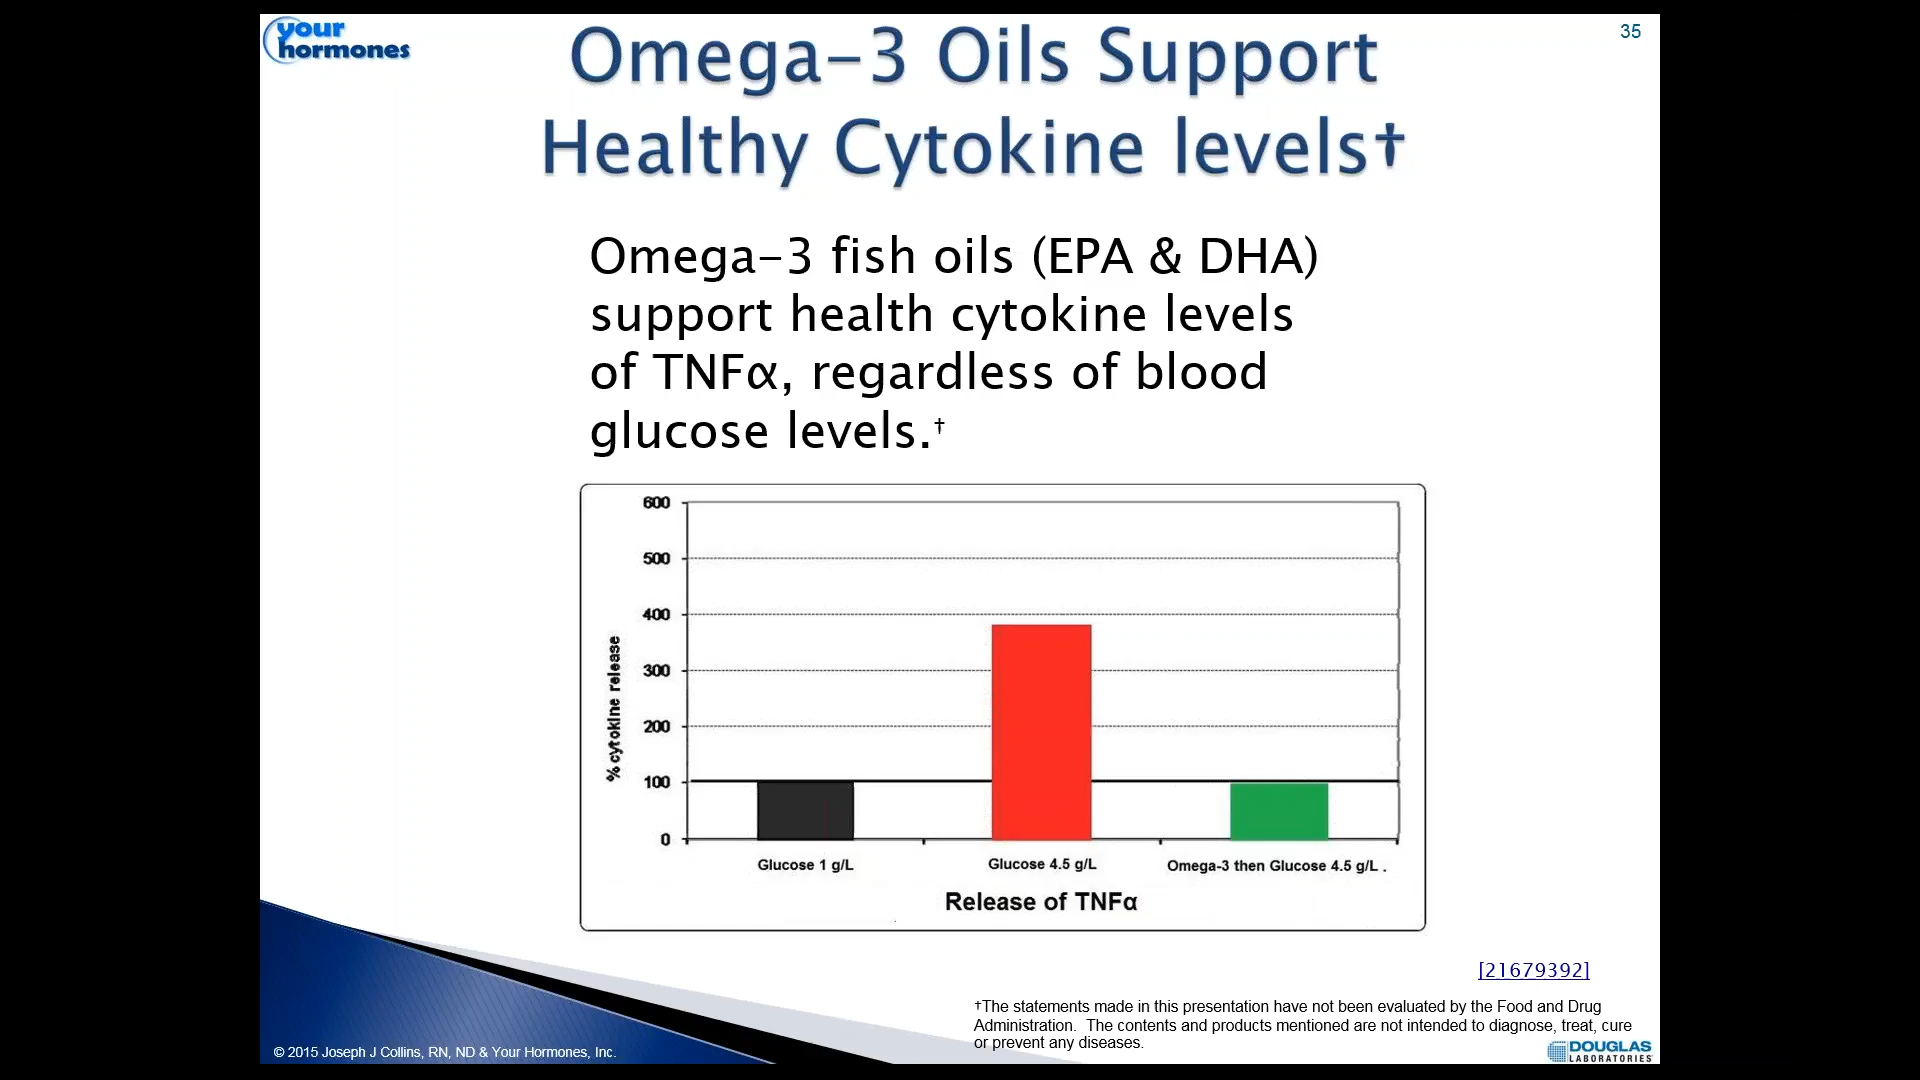 your
hormones
35
Omega-3 Oils Support
Healthy Cytokine levels†
Omega-3 fish oils (EPA & DHA)
support health cytokine levels
of TNFα, regardless of blood
glucose levels.†
600
500
400
300
200
100
0
% cytokine release
Glucose 1 g/L
Glucose 4.5 g/L
Omega-3 then Glucose 4.5 g/L .
Release of TNFα
[21679392]
†The statements made in this presentation have not been evaluated by the Food and Drug
Administration. The contents and products mentioned are not intended to diagnose, treat, cure
or prevent any diseases.
DOUGLAS
LABORATORIES
© 2015 Joseph J Collins, RN, ND & Your Hormones, Inc.